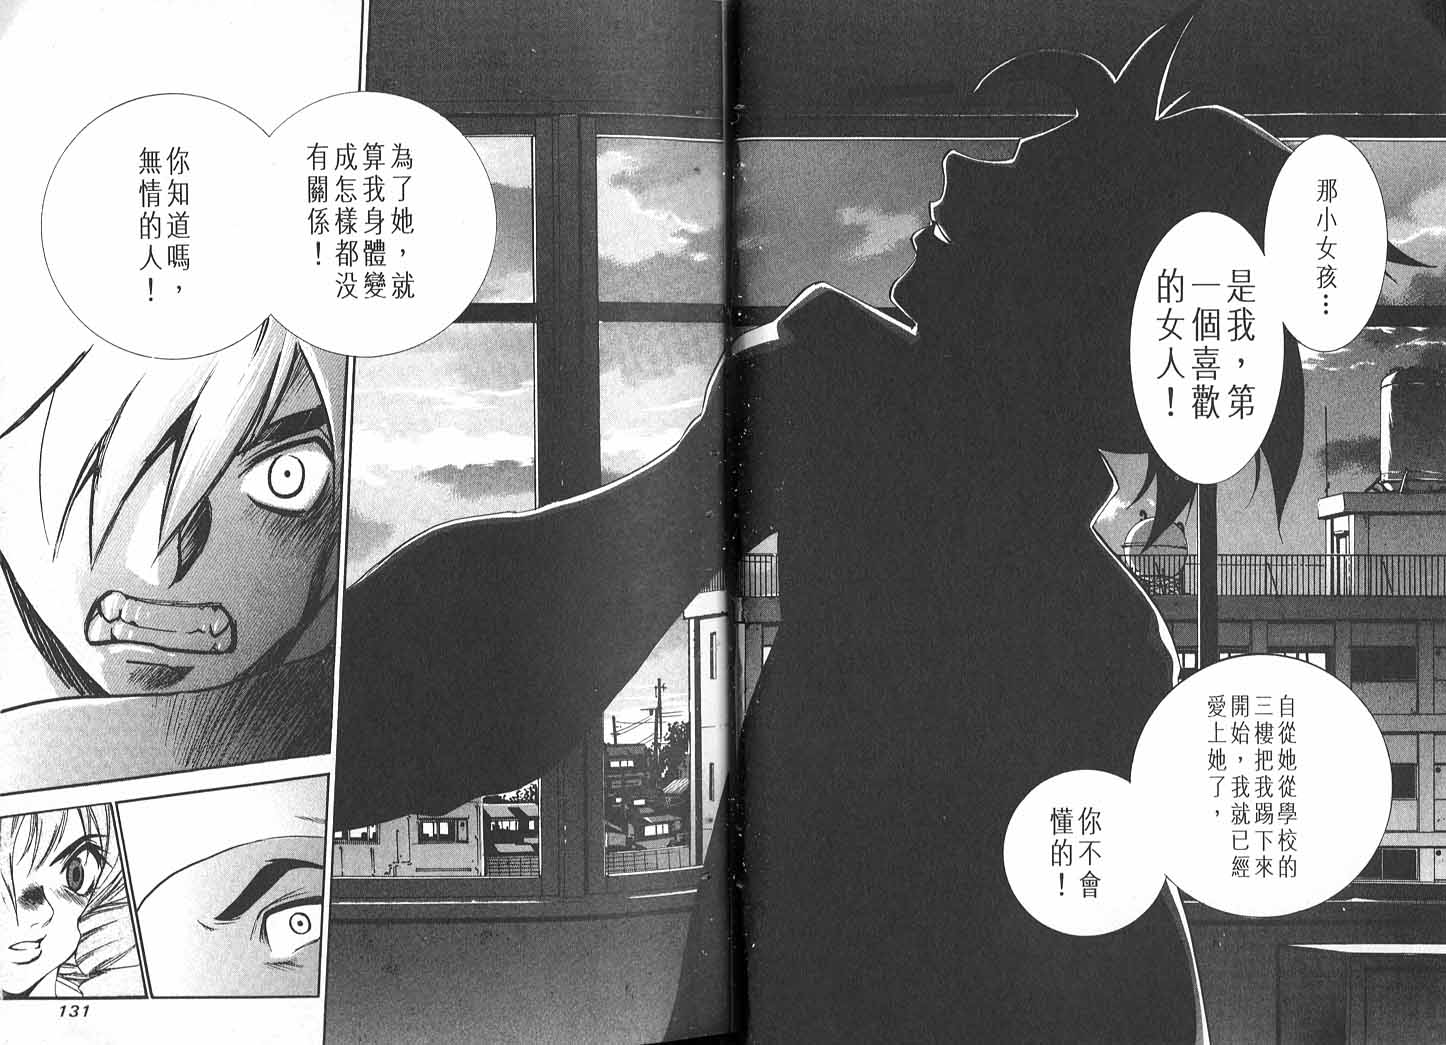 那小女孩…
是我，第
一個喜歡
的女人！
自從她從學校的
三樓把我踢下來
開始，我就已經
愛上她了，
你不會
懂的！
為了她，就
算我身體變
成怎樣都没
有關係！
你知道嗎，
無情的人！
131